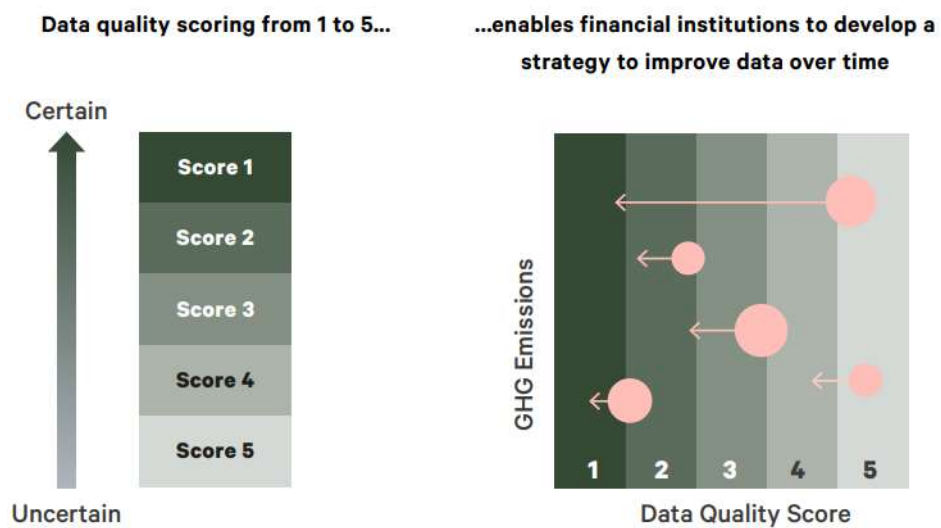 Data quality scoring from 1 to 5...
...enables financial institutions to develop a
strategy to improve data over time
Certain
Score 1
Score 2
Score 3
Score 4
Score 5
Uncertain
GHG Emissions
1 2 3 4 5
Data Quality Score